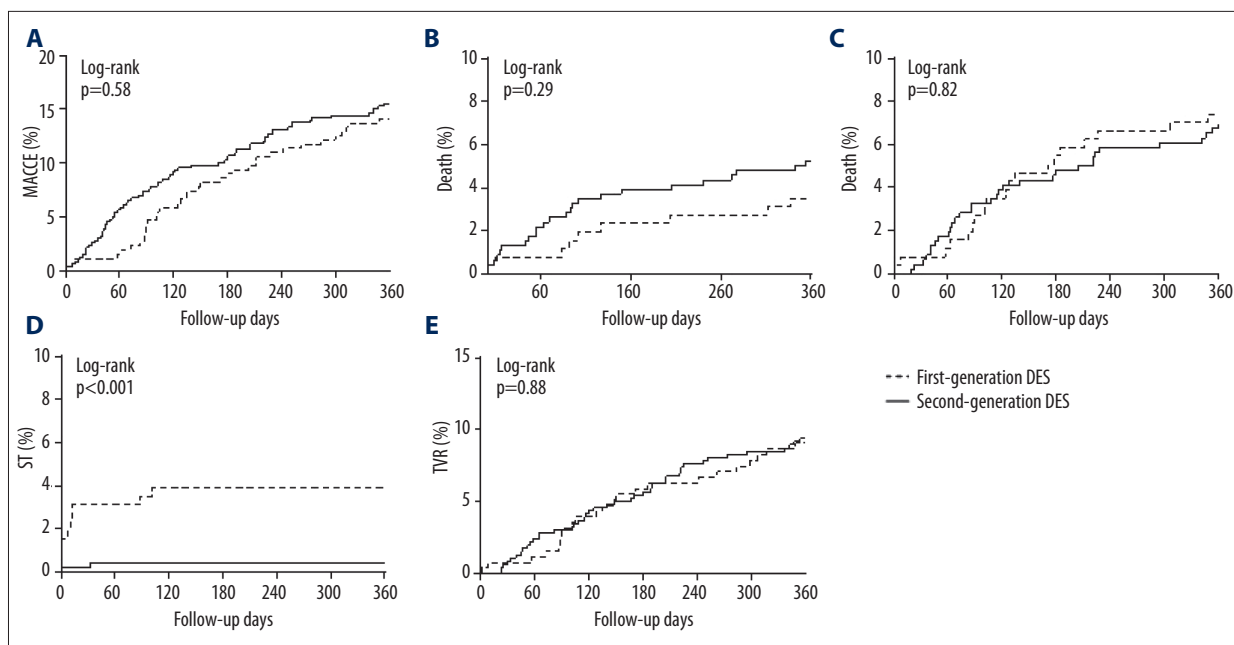 A
20
15
10
5
0
MACCE (%)
Log-rank
p=0.58
0 60 120 180 240 300 360
Follow-up days
B
10
8
6
4
2
0
Death (%)
Log-rank
p=0.29
60 160 260 360
Follow-up days
C
10
8
6
4
2
0
Death (%)
Log-rank
p=0.82
0 60 120 180 240 300 360
Follow-up days
D
10
8
6
4
2
0
ST (%)
Log-rank
p<0.001
0 60 120 180 240 300 360
Follow-up days
E
15
10
5
0
TVR (%)
Log-rank
p=0.88
0 60 120 180 240 300 360
Follow-up days
First-generation DES
Second-generation DES